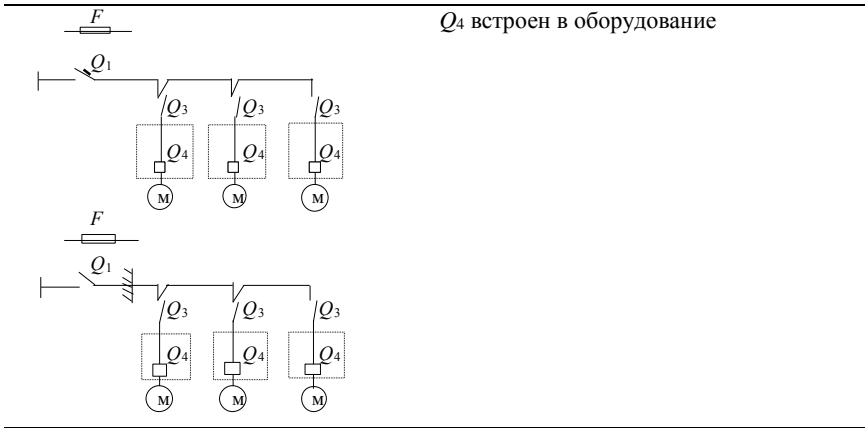 F
Q4 встроен в оборудование
Q1
Q3 Q3 Q3
Q4 Q4 Q4
М М М
F
Q1
Q3 Q3 Q3
Q4 Q4 Q4
М М М